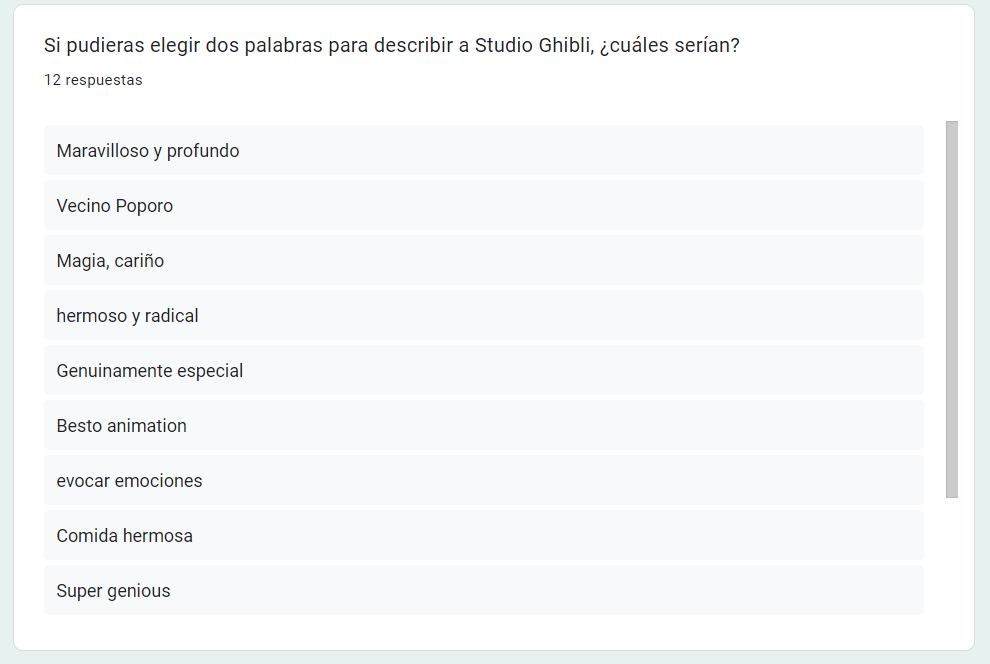 Si pudieras elegir dos palabras para describir a Studio Ghibli, ¿cuáles serían?
12 respuestas
Maravilloso y profundo
Vecino Poporo
Magia, cariño
hermoso y radical
Genuinamente especial
Besto animation
evocar emociones
Comida hermosa
Super genious